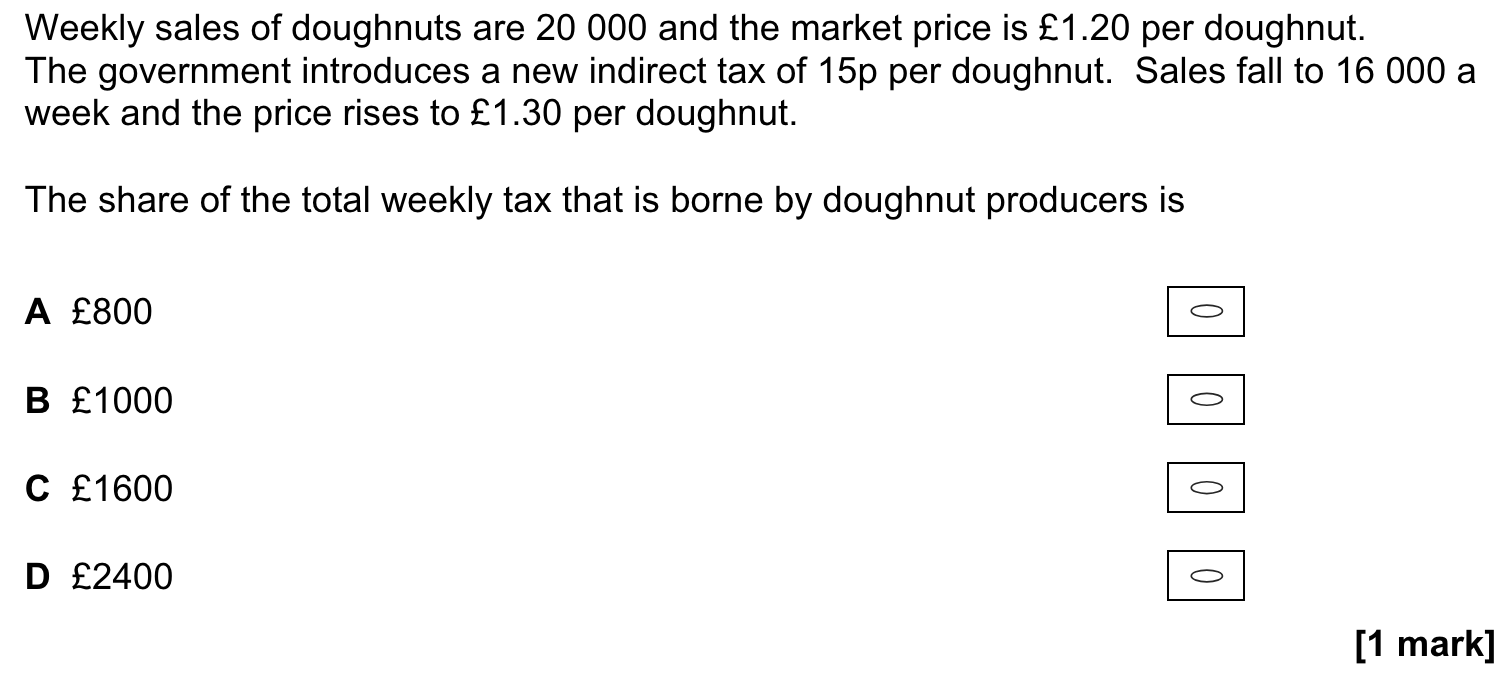 Weekly sales of doughnuts are 20 000 and the market price is £1.20 per doughnut.
The government introduces a new indirect tax of 15p per doughnut.  Sales fall to 16 000 a
week and the price rises to £1.30 per doughnut.
The share of the total weekly tax that is borne by doughnut producers is
A £800
B £1000
C £1600
D £2400
[1 mark]